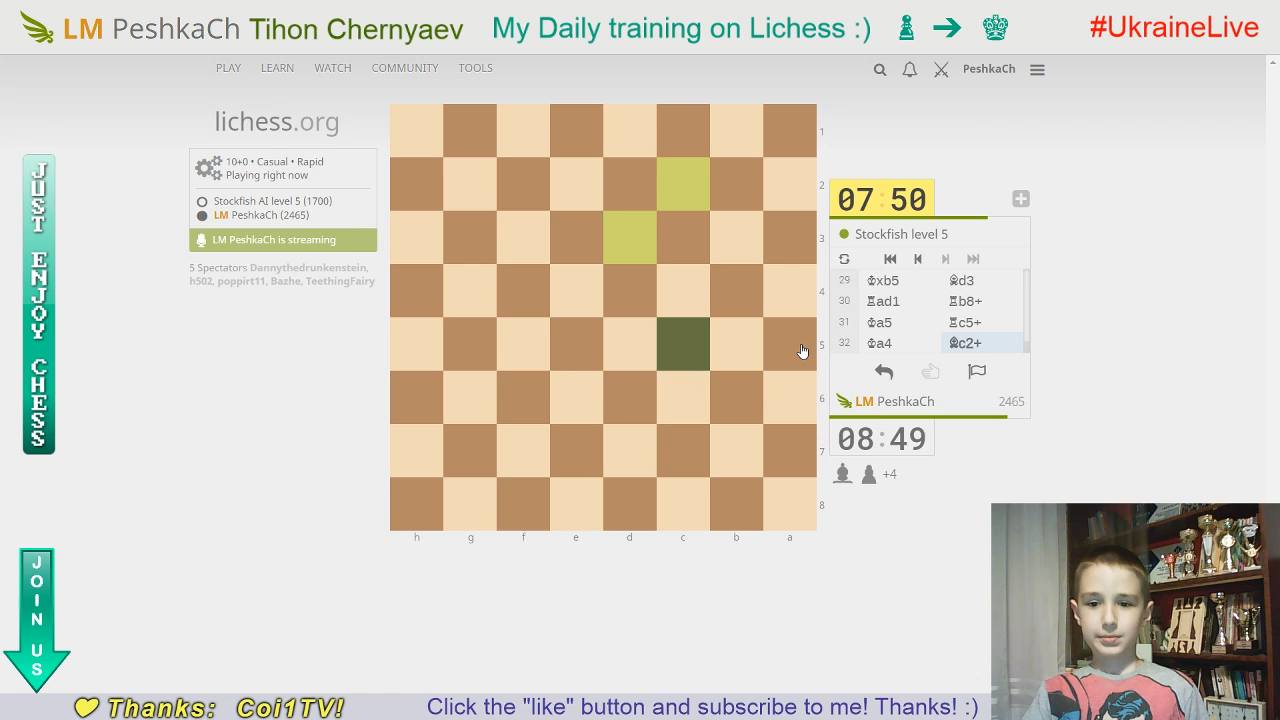 LM PeshkaCh Tihon Chernyaev
My Daily training on Lichess :)
#UkraineLive
PLAY LEARN WATCH COMMUNITY TOOLS
PeshkaCh
lichess.org
10+0 • Casual • Rapid
Playing right now
Stockfish AI level 5 (1700)
LM PeshkaCh (2465)
LM PeshkaCh is streaming
5 Spectators Dannythedrunkenstein,
h502, poppirt11, Bazhe, TeethingFairy
JUST ENJOY CHESS
JOIN US
1
2
3
4
5
6
7
8
h g f e d c b a
07:50
Stockfish level 5
29 ♔xb5 ♝d3
30 ♖ad1 ♜b8+
31 ♔a5 ♜c5+
32 ♔a4 ♝c2+
LM PeshkaCh 2465
08:49
+4
Thanks: Coi1TV!
Click the "like" button and subscribe to me! Thanks! :)